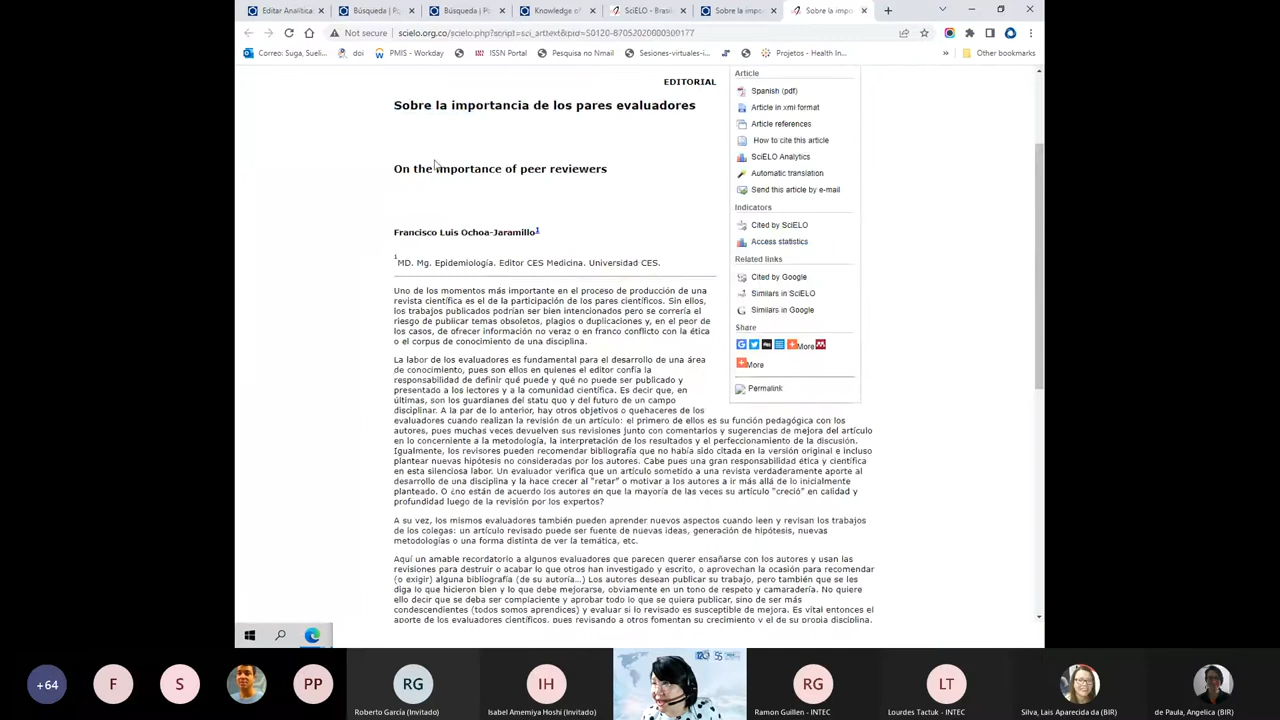 Editar Analítica:
Búsqueda | Po
Búsqueda | Po
Knowledge of
SciELO - Brasil
Sobre la impo
Sobre la impo
Not secure
scielo.org.co/scielo.php?script=sci_arttext&pid=S0120-87052020000300177
Correo: Suga, Sueli...
doi
PMIS - Workday
ISSN Portal
Pesquisa no Nmail
Sesiones-virtuales-i...
Projetos - Health In...
»
Other bookmarks
EDITORIAL
Sobre la importancia de los pares evaluadores
On the importance of peer reviewers
Francisco Luis Ochoa-Jaramillo1
1MD. Mg. Epidemiología. Editor CES Medicina. Universidad CES.
Uno de los momentos más importante en el proceso de producción de una
revista científica es el de la participación de los pares científicos. Sin ellos,
los trabajos publicados podrían ser bien intencionados pero se correría el
riesgo de publicar temas obsoletos, plagios o duplicaciones y, en el peor de
los casos, de ofrecer información no veraz o en franco conflicto con la ética
o el corpus de conocimiento de una disciplina.
La labor de los evaluadores es fundamental para el desarrollo de una área
de conocimiento, pues son ellos en quienes el editor confía la
responsabilidad de definir qué puede y qué no puede ser publicado y
presentado a los lectores y a la comunidad científica. Es decir que, en
últimas, son los guardianes del statu quo y del futuro de un campo
disciplinar. A la par de lo anterior, hay otros objetivos o quehaceres de los
evaluadores cuando realizan la revisión de un artículo: el primero de ellos es su función pedagógica con los
autores, pues muchas veces devuelven sus revisiones junto con comentarios y sugerencias de mejora del artículo
en lo concerniente a la metodología, la interpretación de los resultados y el perfeccionamiento de la discusión.
Igualmente, los revisores pueden recomendar bibliografía que no había sido citada en la versión original e incluso
plantear nuevas hipótesis no consideradas por los autores. Cabe pues una gran responsabilidad ética y científica
en esta silenciosa labor. Un evaluador verifica que un artículo sometido a una revista verdaderamente aporte al
desarrollo de una disciplina y la hace crecer al "retar" o motivar a los autores a ir más allá de lo inicialmente
planteado. O ¿no están de acuerdo los autores en que la mayoría de las veces su artículo "creció" en calidad y
profundidad luego de la revisión por los expertos?
A su vez, los mismos evaluadores también pueden aprender nuevos aspectos cuando leen y revisan los trabajos
de los colegas: un artículo revisado puede ser fuente de nuevas ideas, generación de hipótesis, nuevas
metodologías o una forma distinta de ver la temática, etc.
Aquí un amable recordatorio a algunos evaluadores que parecen querer ensañarse con los autores y usan las
revisiones para destruir o acabar lo que otros han investigado y escrito, o aprovechan la ocasión para recomendar
(o exigir) alguna bibliografía (de su autoría...) Los autores desean publicar su trabajo, pero también que se les
diga lo que hicieron bien y lo que debe mejorarse, obviamente en un tono de respeto y camaradería. No quiere
ello decir que se deba ser complaciente y aprobar todo lo que se quiera publicar, sino de ser más
condescendientes (todos somos aprendices) y evaluar si lo revisado es susceptible de mejora. Es vital entonces el
aporte de los evaluadores científicos, pues revisando a otros fomentan su crecimiento y el de su propia disciplina.
Article
Spanish (pdf)
Article in xml format
Article references
How to cite this article
SciELO Analytics
Automatic translation
Send this article by e-mail
Indicators
Cited by SciELO
Access statistics
Related links
Cited by Google
Similars in SciELO
Similars in Google
Share
More
More
Permalink
+64
F
S
PP
RG
Roberto García (Invitado)
IH
Isabel Amemiya Hoshi (Invitado)
RG
Ramon Guillen - INTEC
LT
Lourdes Tactuk - INTEC
Silva, Lais Aparecida da (BIR)
de Paula, Angelica (BIR)